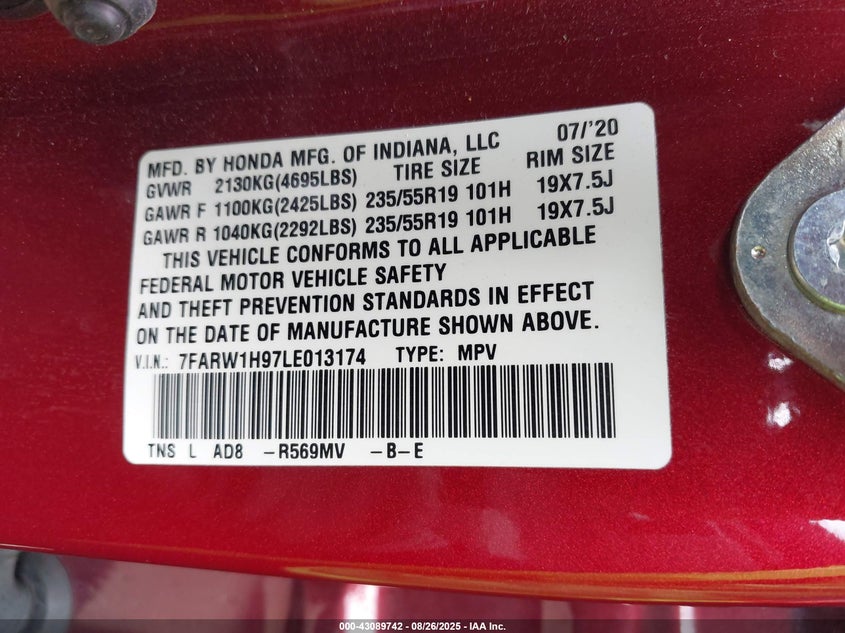 07/'20
MFD. BY HONDA MFG. OF INDIANA, LLC
GVWR 2130KG(4695LBS) TIRE SIZE RIM SIZE
GAWR F 1100KG(2425LBS) 235/55R19 101H 19X7.5J
GAWR R 1040KG(2292LBS) 235/55R19 101H 19X7.5J
THIS VEHICLE CONFORMS TO ALL APPLICABLE
FEDERAL MOTOR VEHICLE SAFETY
AND THEFT PREVENTION STANDARDS IN EFFECT
ON THE DATE OF MANUFACTURE SHOWN ABOVE.
V.I.N.: 7FARW1H97LE013174 TYPE: MPV
TNS L AD8 -R569MV -B-E
000-43089742 - 08/26/2025 - IAA Inc.